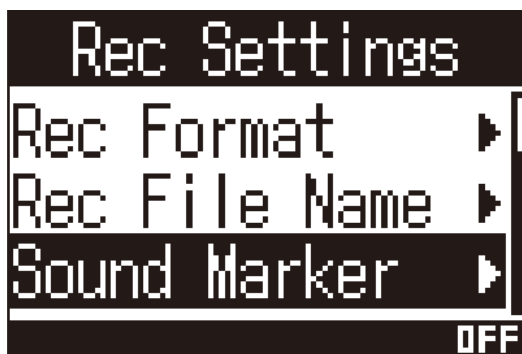 Rec Settings
Rec Format
Rec File Name
Sound Marker
OFF